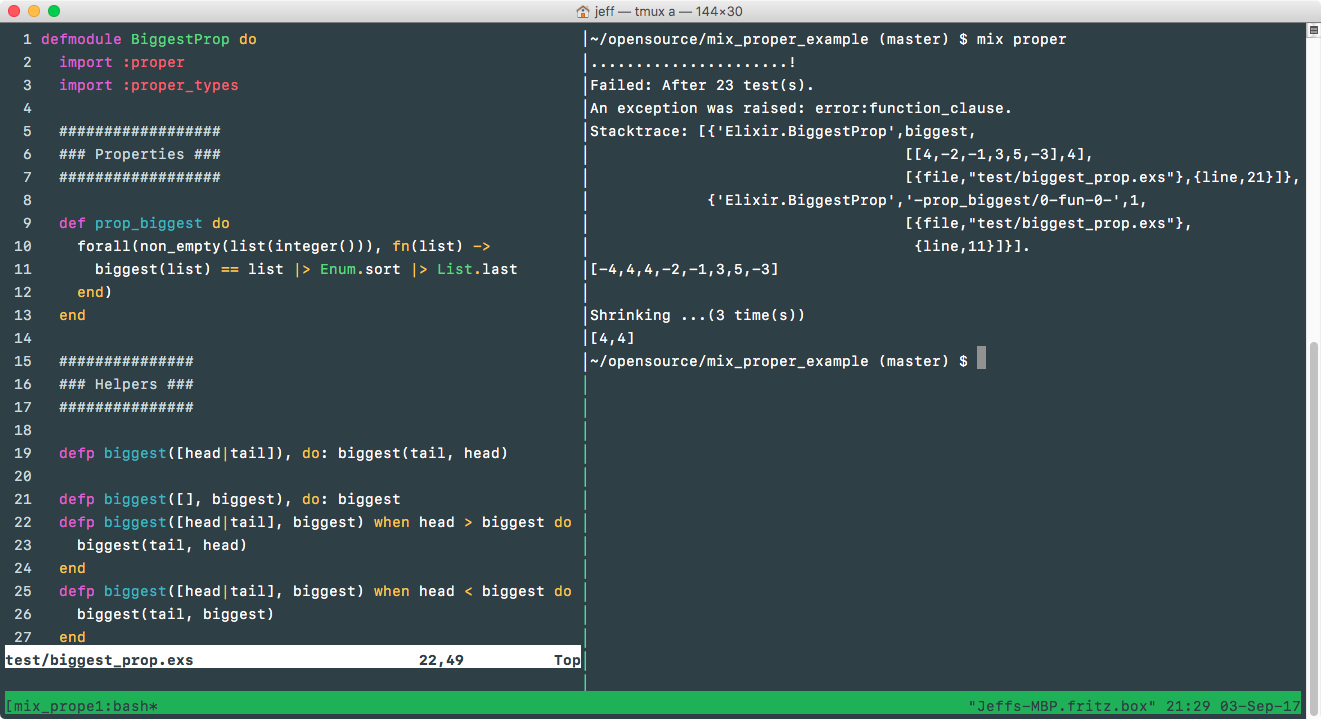 jeff — tmux a — 144×30
1 defmodule BiggestProp do
2   import :proper
3   import :proper_types
4
5   ##################
6   ### Properties ###
7   ##################
8
9   def prop_biggest do
10     forall(non_empty(list(integer())), fn(list) ->
11       biggest(list) == list |> Enum.sort |> List.last
12     end)
13   end
14
15   ###############
16   ### Helpers ###
17   ###############
18
19   defp biggest([head|tail]), do: biggest(tail, head)
20
21   defp biggest([], biggest), do: biggest
22   defp biggest([head|tail], biggest) when head > biggest do
23     biggest(tail, head)
24   end
25   defp biggest([head|tail], biggest) when head < biggest do
26     biggest(tail, biggest)
27   end
test/biggest_prop.exs 22,49 Top
~/opensource/mix_proper_example (master) $ mix proper
......................!
Failed: After 23 test(s).
An exception was raised: error:function_clause.
Stacktrace: [{'Elixir.BiggestProp',biggest,
[[4,-2,-1,3,5,-3],4],
[{file,"test/biggest_prop.exs"},{line,21}]},
{'Elixir.BiggestProp','-prop_biggest/0-fun-0-',1,
[{file,"test/biggest_prop.exs"},
{line,11}]}].
[-4,4,4,-2,-1,3,5,-3]

Shrinking ...(3 time(s))
[4,4]
~/opensource/mix_proper_example (master) $
[mix_prope1:bash* "Jeffs-MBP.fritz.box" 21:29 03-Sep-17